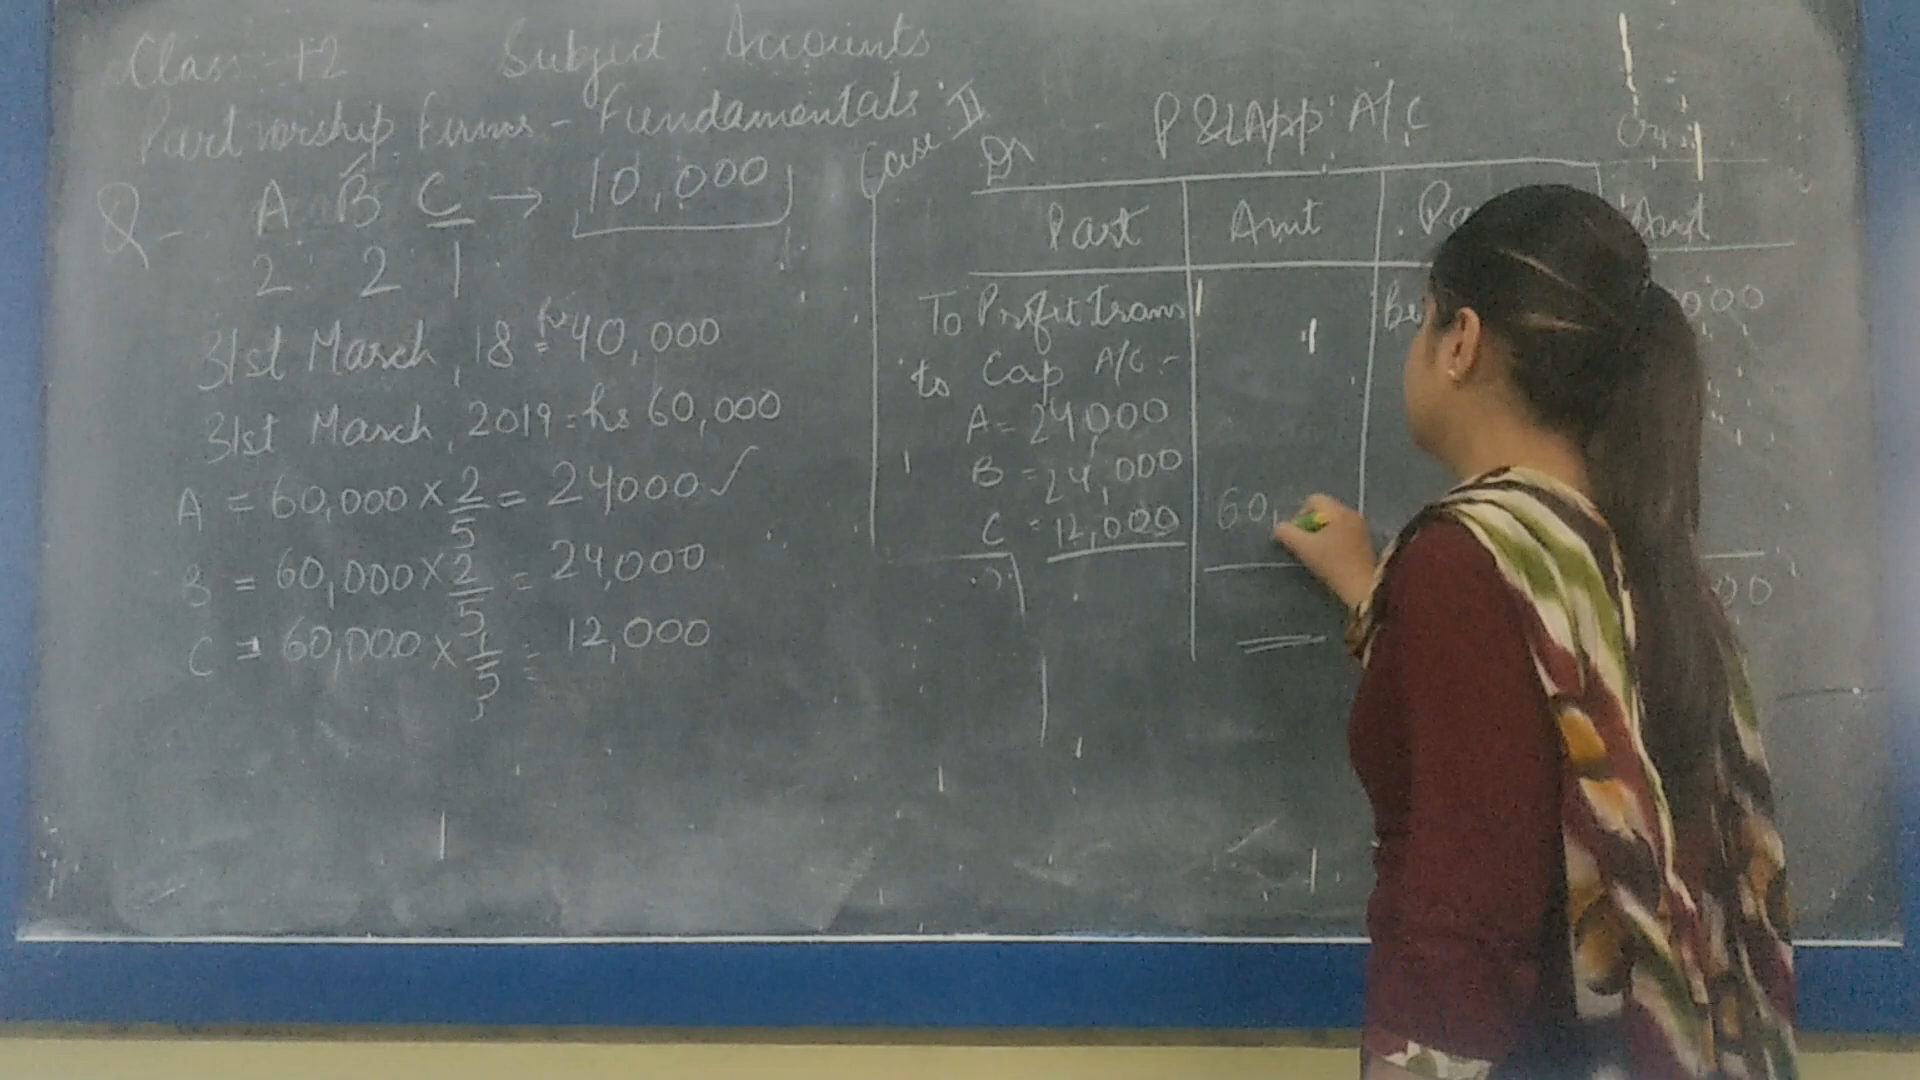 Class - 12 Subject Accounts
Partnership Firms - Fundamentals
Q - A B C → 10,000
2 2 1
31st March, 18 = Rs 40,000
31st March, 2019 = Rs 60,000
A = 60,000 × 2/5 = 24000 ✓
B = 60,000 × 2/5 = 24,000
C = 60,000 × 1/5 = 12,000
Case II
P&L App. A/C
Dr
Part Amt Amt
To Profit trans
to Cap A/C :-
A = 24,000
B = 24,000
C = 12,000 60,